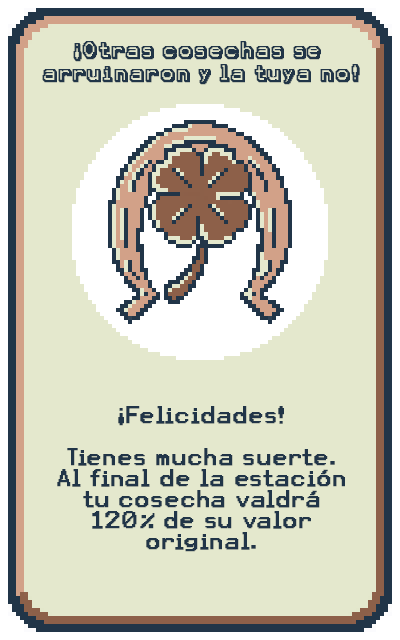 ¡Otras cosechas se
arruinaron y la tuya no!
¡Felicidades!
Tienes mucha suerte.
Al final de la estación
tu cosecha valdrá
120% de su valor
original.